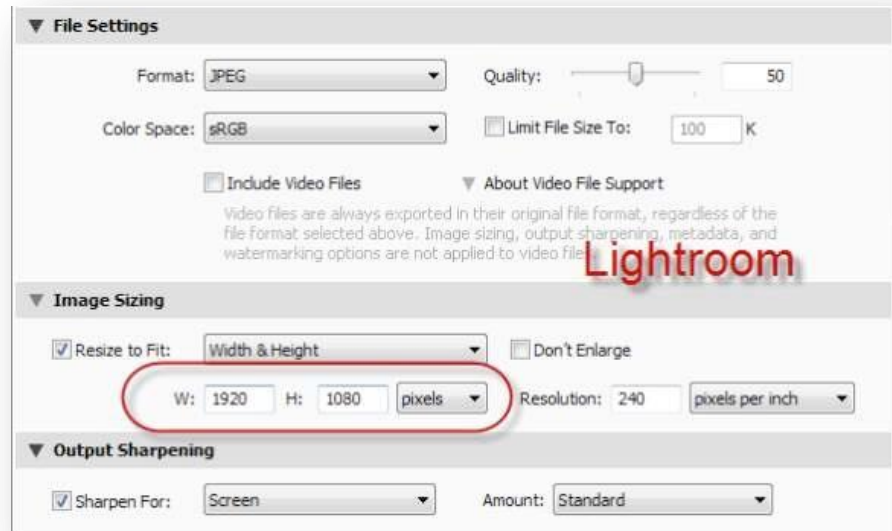 File Settings
Format: JPEG Quality: 50
Color Space: sRGB Limit File Size To: 100 K
Include Video Files About Video File Support
Video files are always exported in their original file format, regardless of the
file format selected above. Image sizing, output sharpening, metadata, and
watermarking options are not applied to video file
Lightroom
Image Sizing
Resize to Fit: Width & Height Don't Enlarge
W: 1920 H: 1080 pixels Resolution: 240 pixels per inch
Output Sharpening
Sharpen For: Screen Amount: Standard